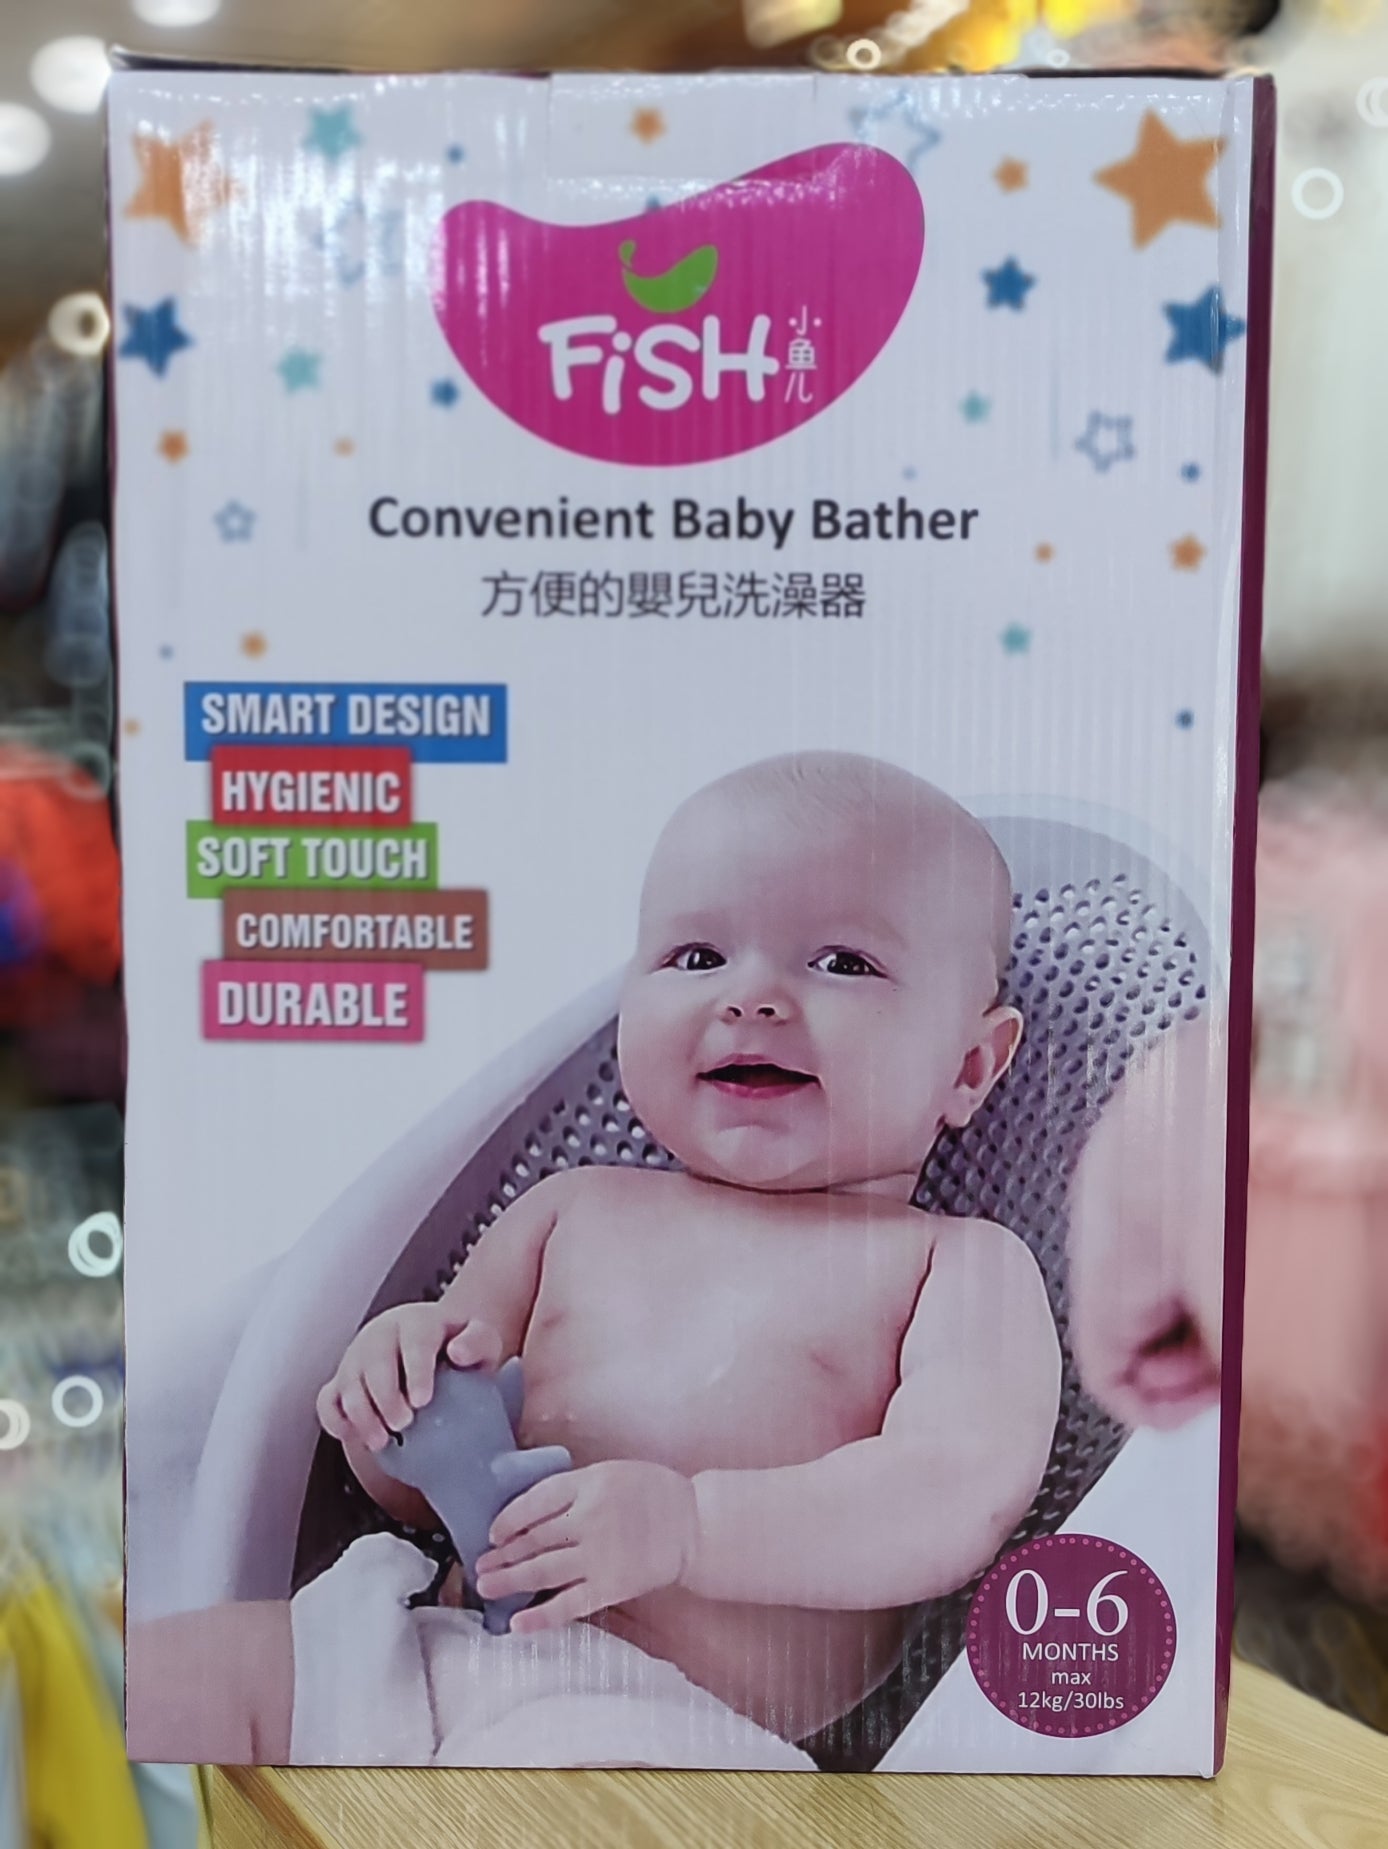 FiSH 小鱼儿
Convenient Baby Bather
方便的嬰兒洗澡器
SMART DESIGN
HYGIENIC
SOFT TOUCH
COMFORTABLE
DURABLE
0-6
MONTHS
max
12kg/30lbs